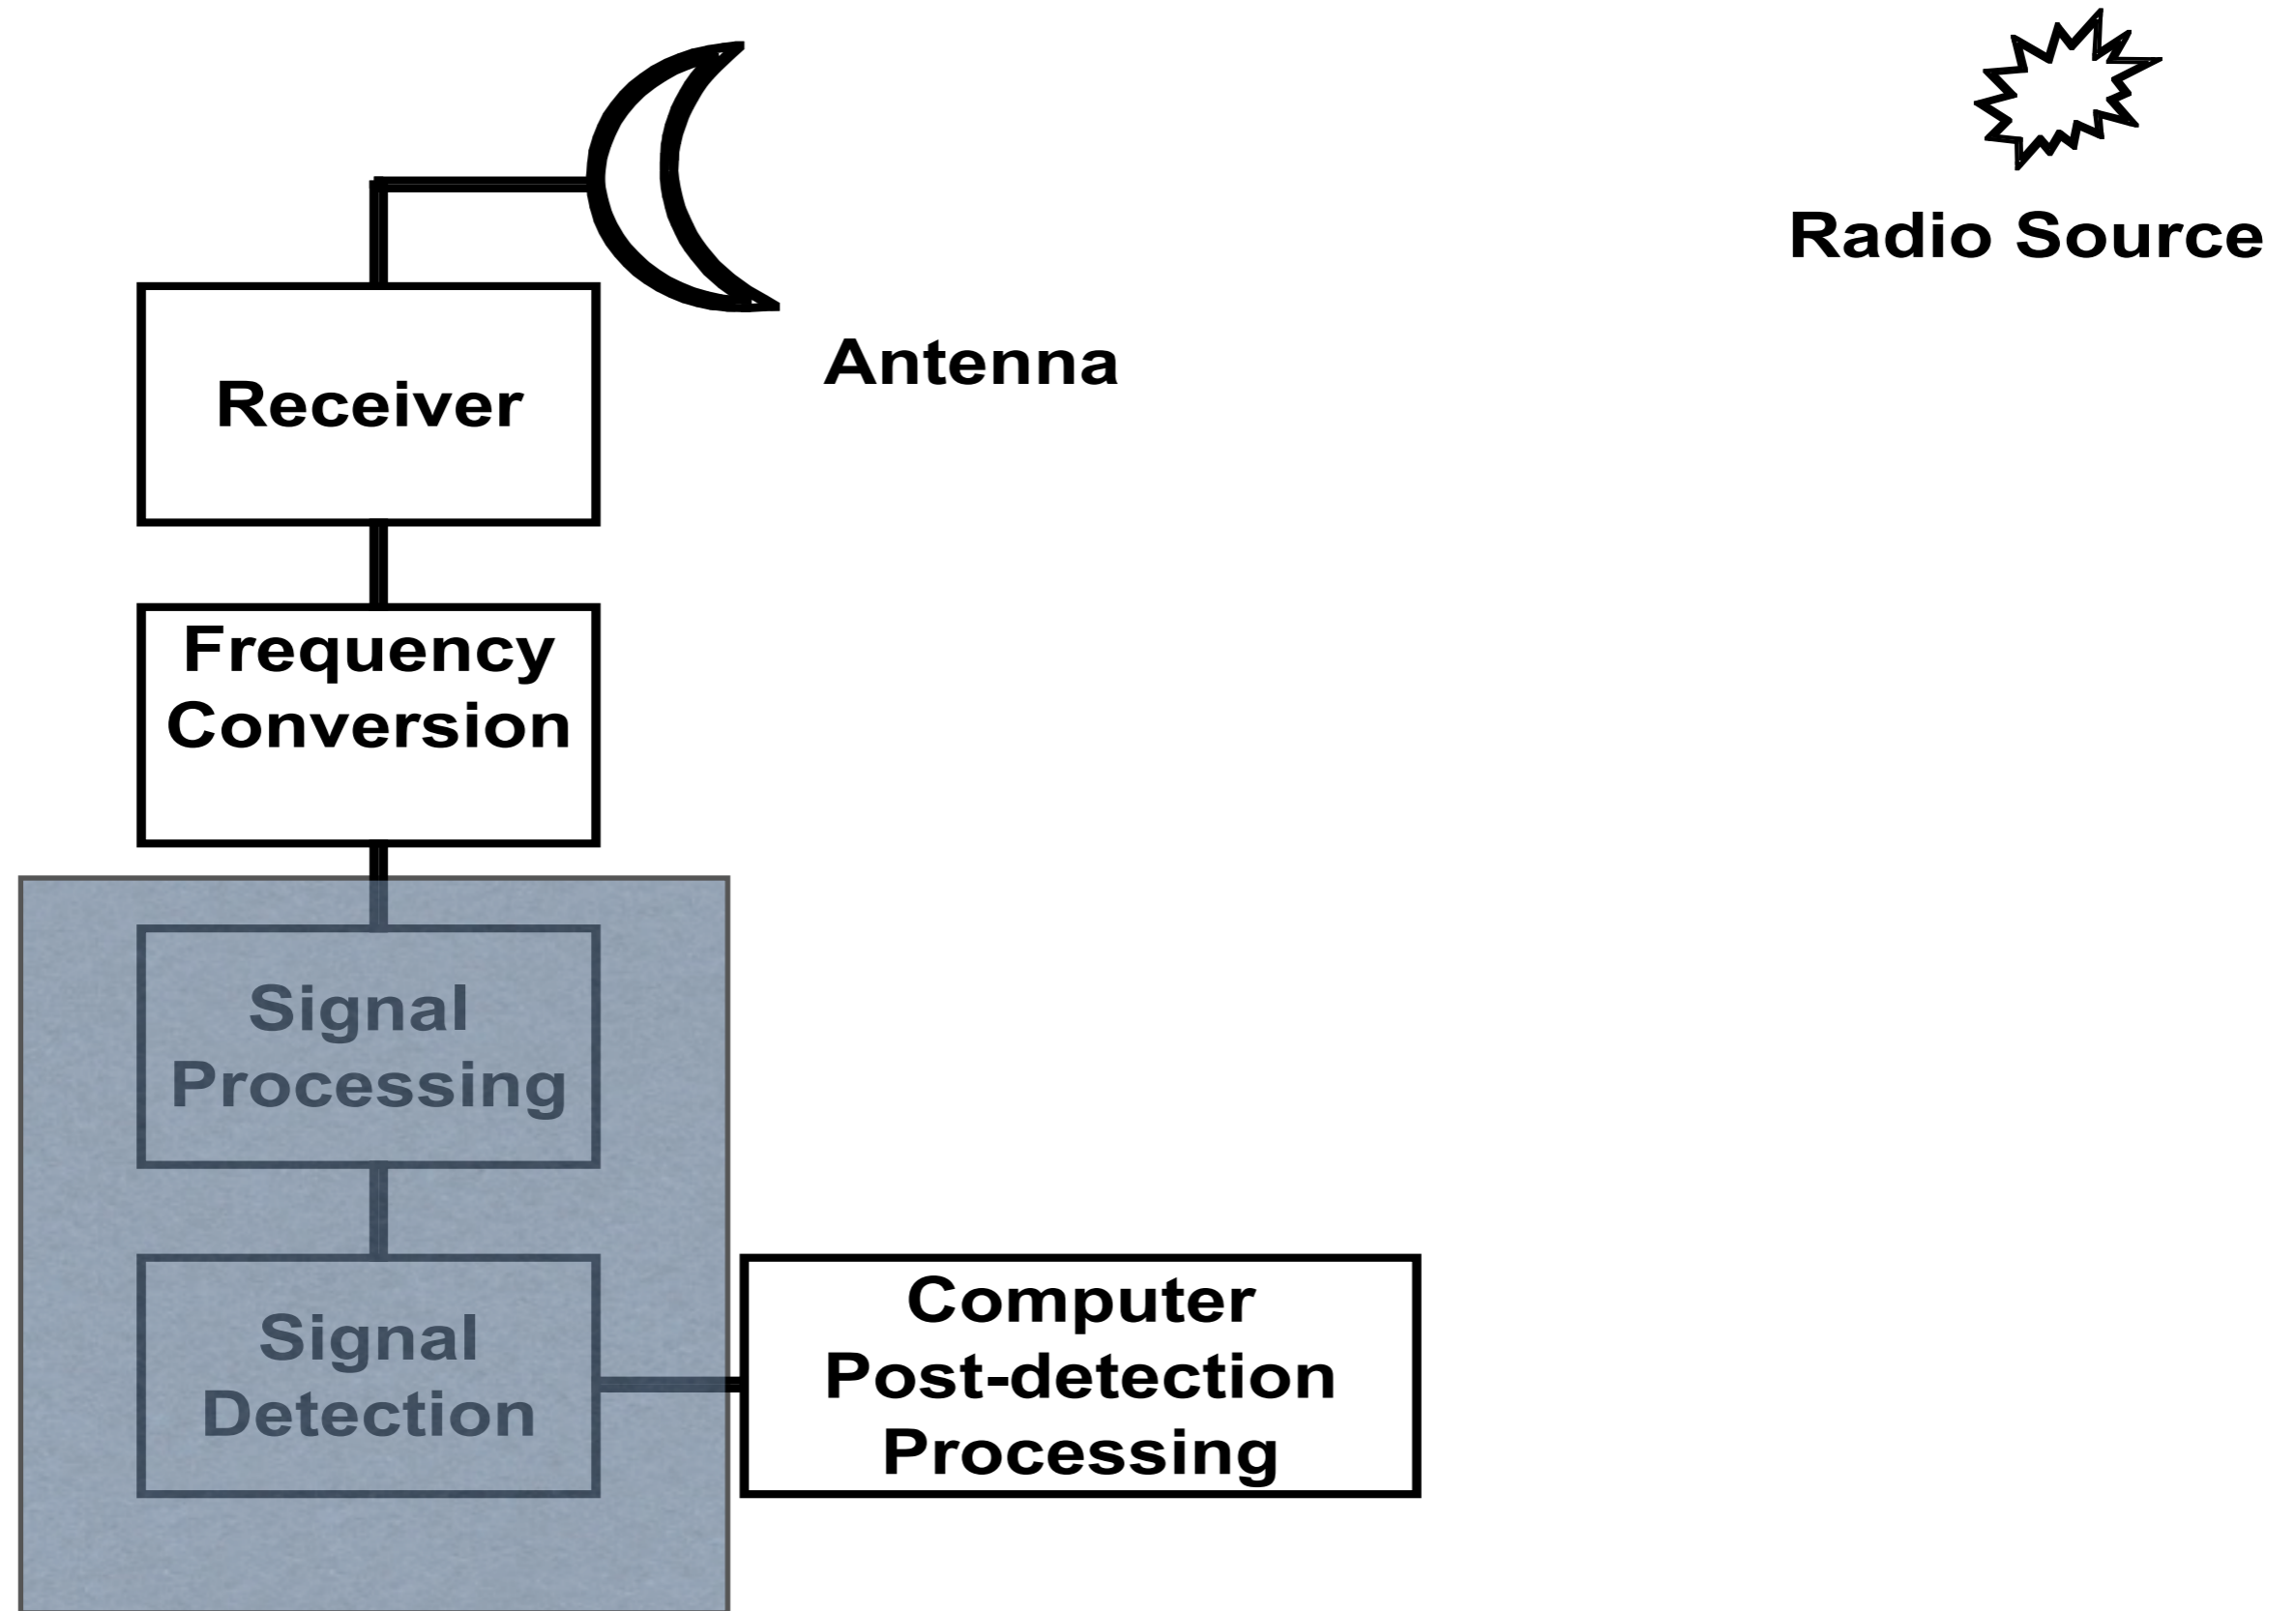 Radio Source
Antenna
Receiver
Frequency
Conversion
Signal
Processing
Signal
Detection
Computer
Post-detection
Processing